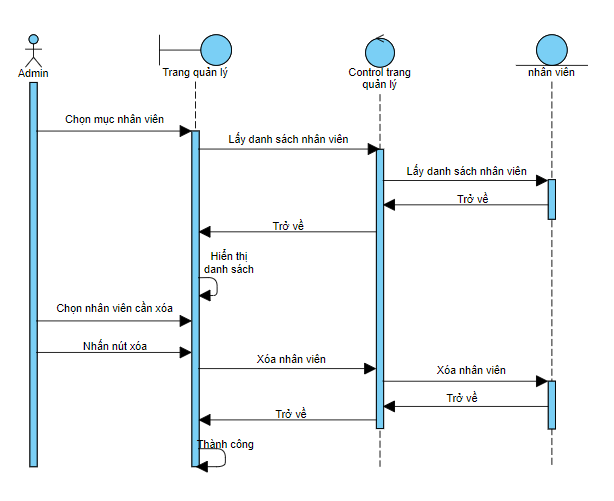 Admin
Trang quản lý
Control trang
quản lý
nhân viên
Chọn mục nhân viên
Lấy danh sách nhân viên
Lấy danh sách nhân viên
Trở về
Trở về
Hiển thị
danh sách
Chọn nhân viên cần xóa
Nhấn nút xóa
Xóa nhân viên
Xóa nhân viên
Trở về
Trở về
Thành công